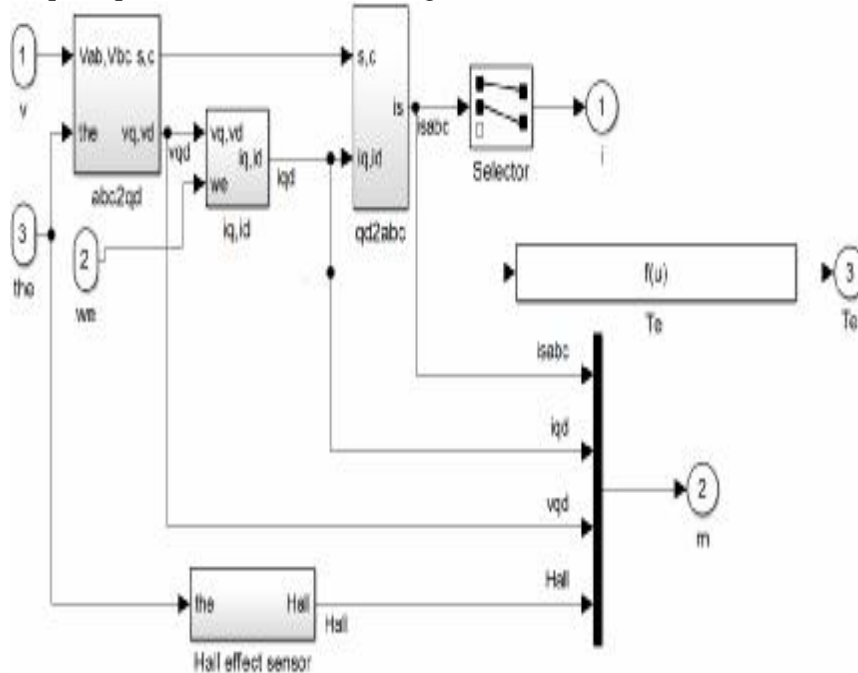 1
v
Vab,Vbc s,c
the vq,vd
abc2qd
vqd
vq,vd
iq,id
we
iq,id
iqd
s,c
is
iq,id
qd2abc
isabc
Selector
1
i
3
the
2
we
f(u)
Te
3
Te
isabc
iqd
vqd
Hall
2
m
the Hall
Hall
Hall effect sensor